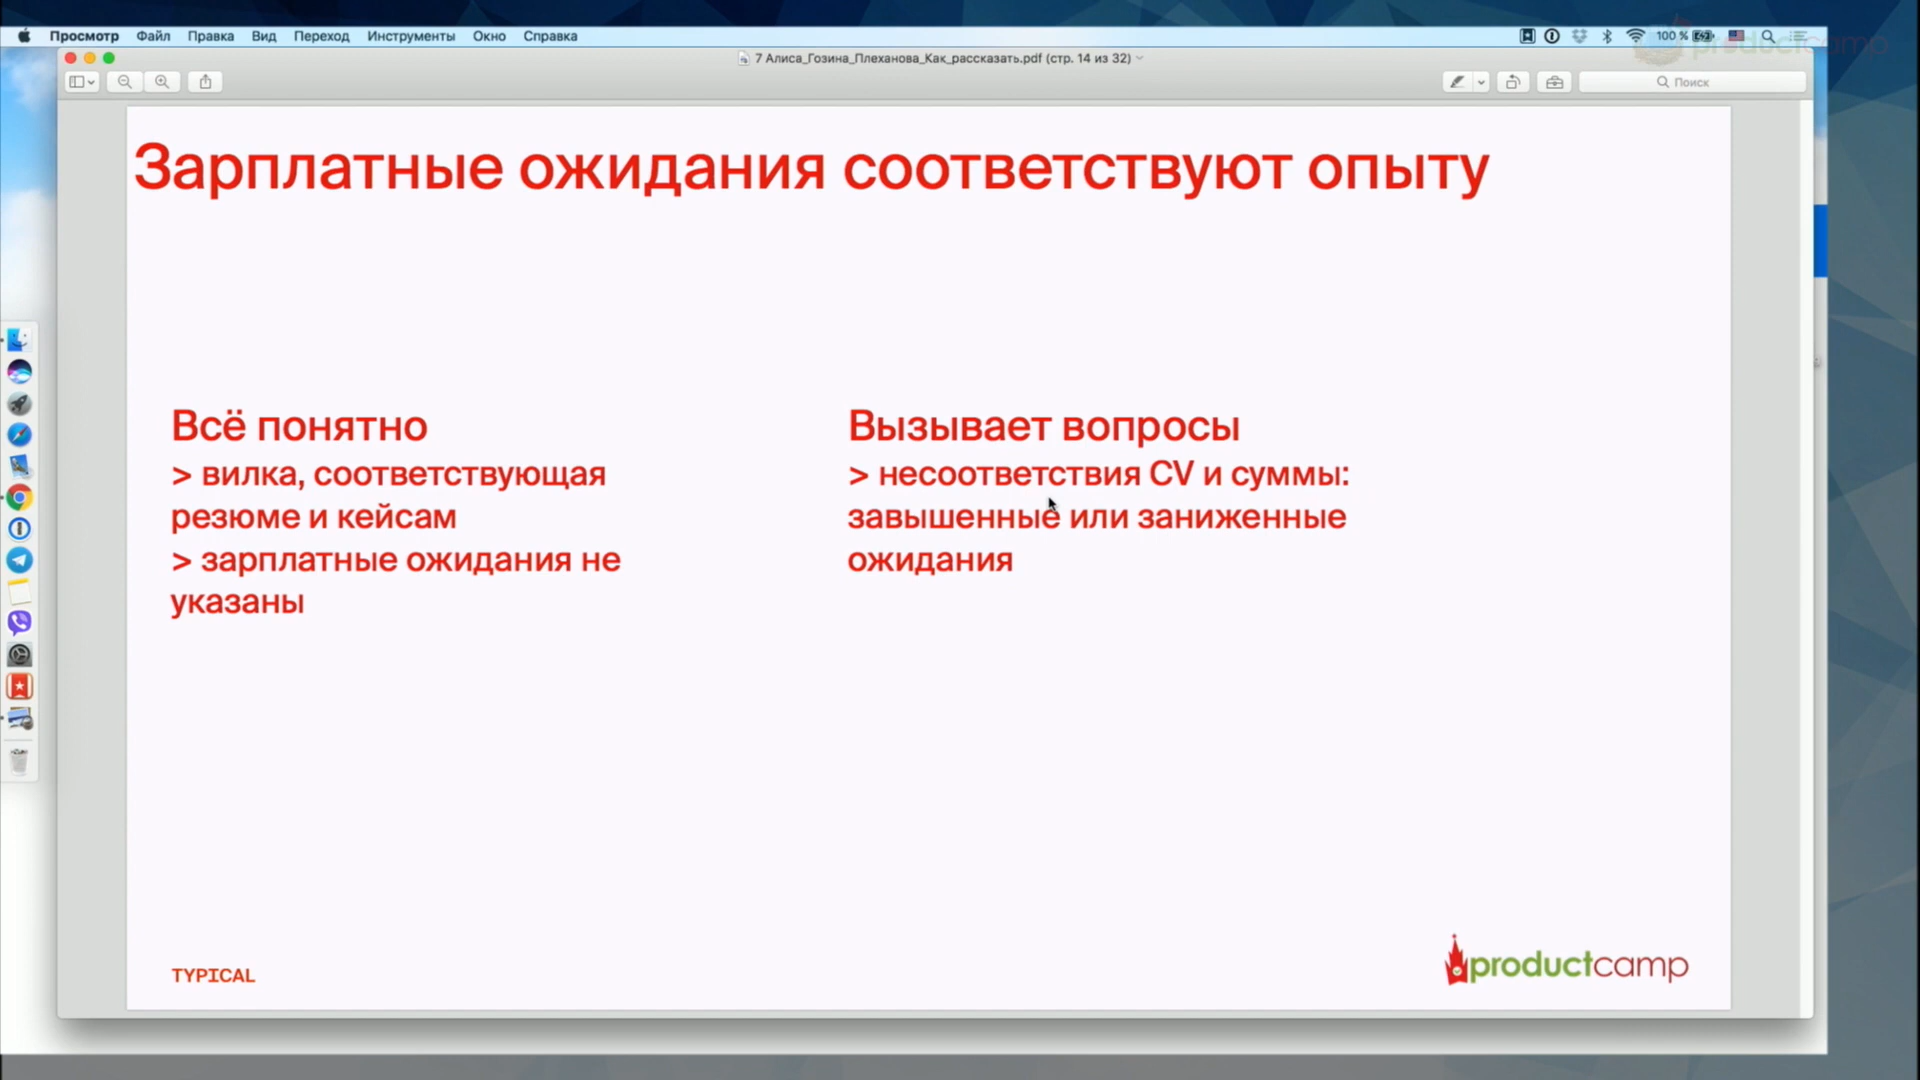 Просмотр Файл Правка Вид Переход Инструменты Окно Справка
100 %
productcamp
7 Алиса_Гозина_Плеханова_Как_рассказать.pdf (стр. 14 из 32)
Поиск
Зарплатные ожидания соответствуют опыту
Всё понятно
> вилка, соответствующая
резюме и кейсам
> зарплатные ожидания не
указаны
Вызывает вопросы
> несоответствия CV и суммы:
завышенные или заниженные
ожидания
TYPICAL
productcamp